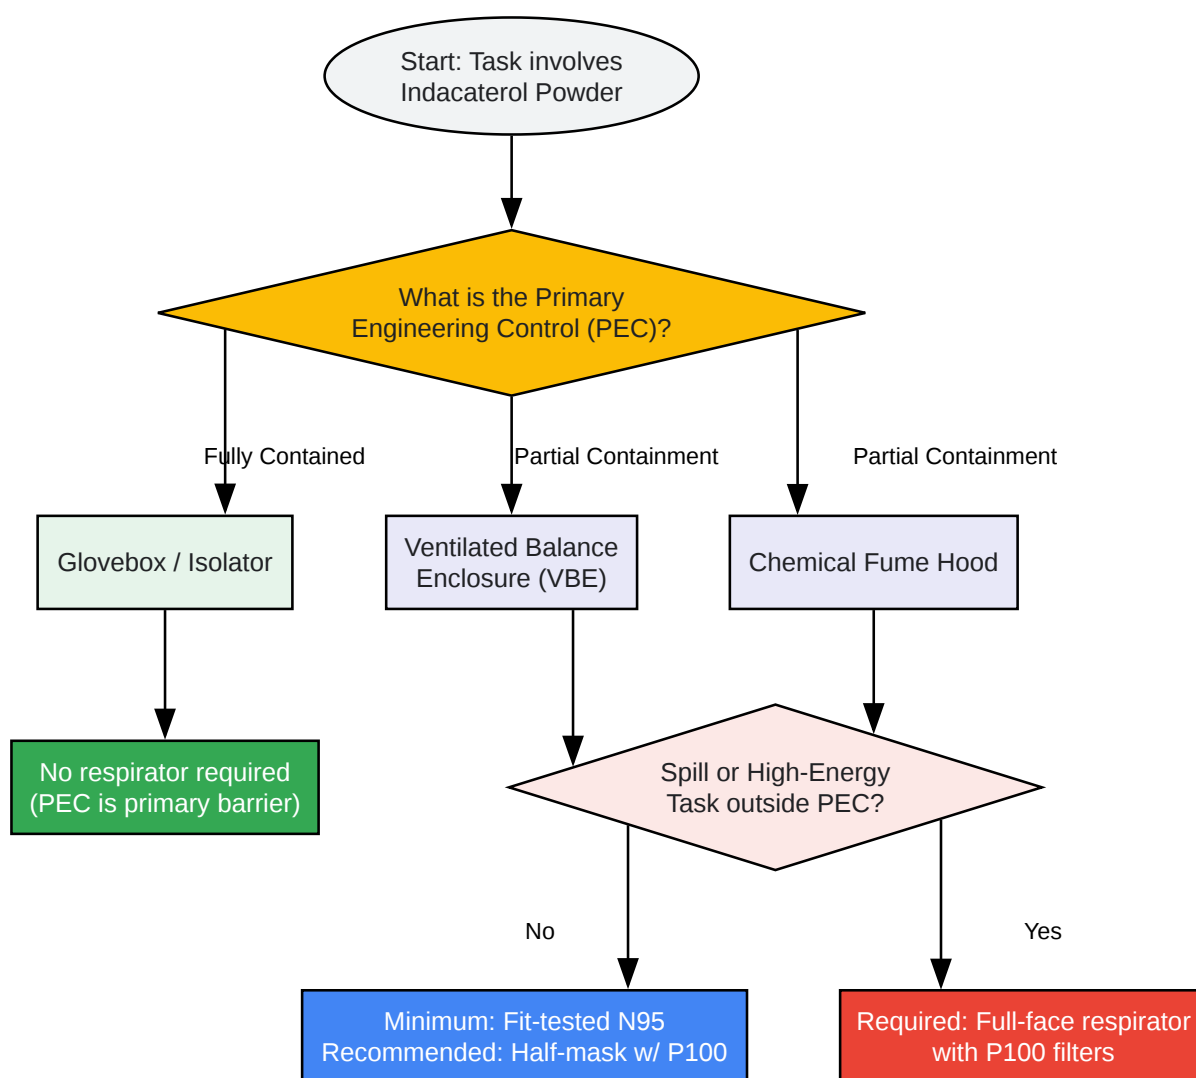 Start: Task involves
Indacaterol Powder
What is the Primary
Engineering Control (PEC)?
Fully Contained
Partial Containment
Partial Containment
Glovebox / Isolator
Ventilated Balance
Enclosure (VBE)
Chemical Fume Hood
No respirator required
(PEC is primary barrier)
Spill or High-Energy
Task outside PEC?
No
Yes
Minimum: Fit-tested N95
Recommended: Half-mask w/ P100
Required: Full-face respirator
with P100 filters